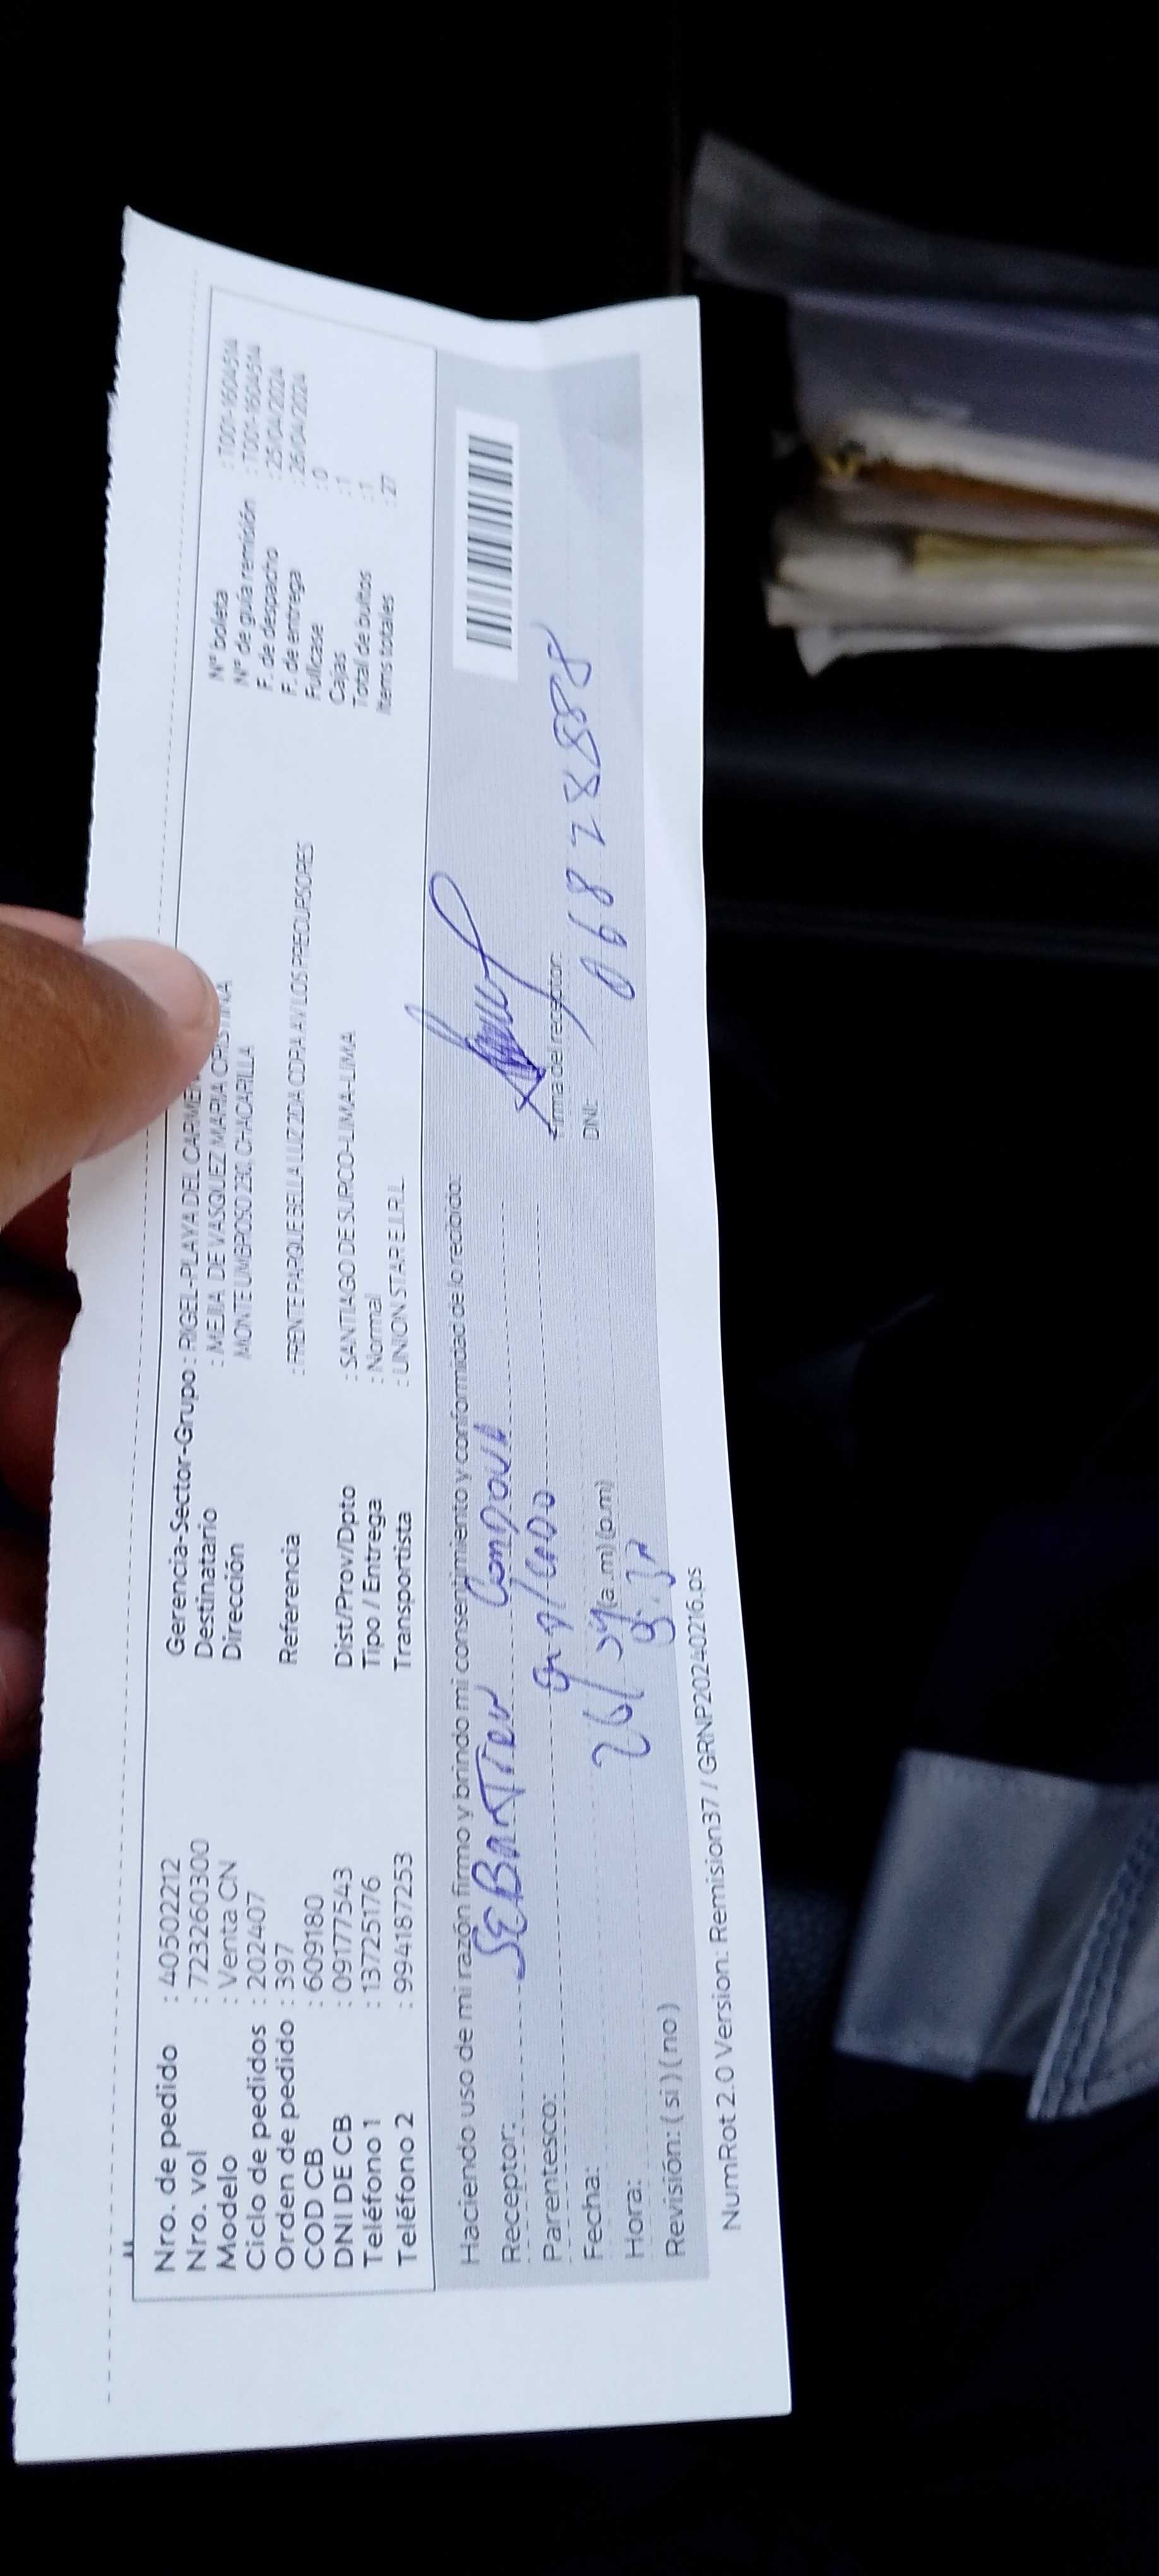 Nro. de pedido : 40502212
Nro. vol : 723260300
Modelo : Venta CN
Ciclo de pedidos : 202407
Orden de pedido : 397
COD CB : 609180
DNI DE CB : 09177543
Teléfono 1 : 13725176
Teléfono 2 : 994187253
Gerencia-Sector-Grupo : RIGEL-PLAYA DEL CARMEN
Destinatario : MEJIA DE VASQUEZ MARIA CRISTINA
Dirección MONTE UMBROSO 230, CHACARILLA
Referencia : FRENTE PARQUE BELLA LUZ 2DA CDRA AV LOS PRECURSORES
Dist/Prov/Dpto : SANTIAGO DE SURCO-LIMA-LIMA
Tipo / Entrega : Normal
Transportista : UNION STAR E.I.R.L.
N° boleta : T001-1604514
N° de guía remisión : T001-1604514
F. de despacho : 25/04/2024
F. de entrega : 26/04/2024
Fullcase : 0
Cajas : 1
Total de bultos : 1
Items totales : 27
Haciendo uso de mi razón firmo y brindo mi consentimiento y conformidad de lo recibido:
Receptor: SEBASTIAN
Parentesco:
Fecha: 26/
Hora: (a.m) (p.m)
Revisión: ( si ) ( no )
Firma del receptor:
DNI:
NumRot 2.0 Version: Remision37 / GRNP20240216.ps